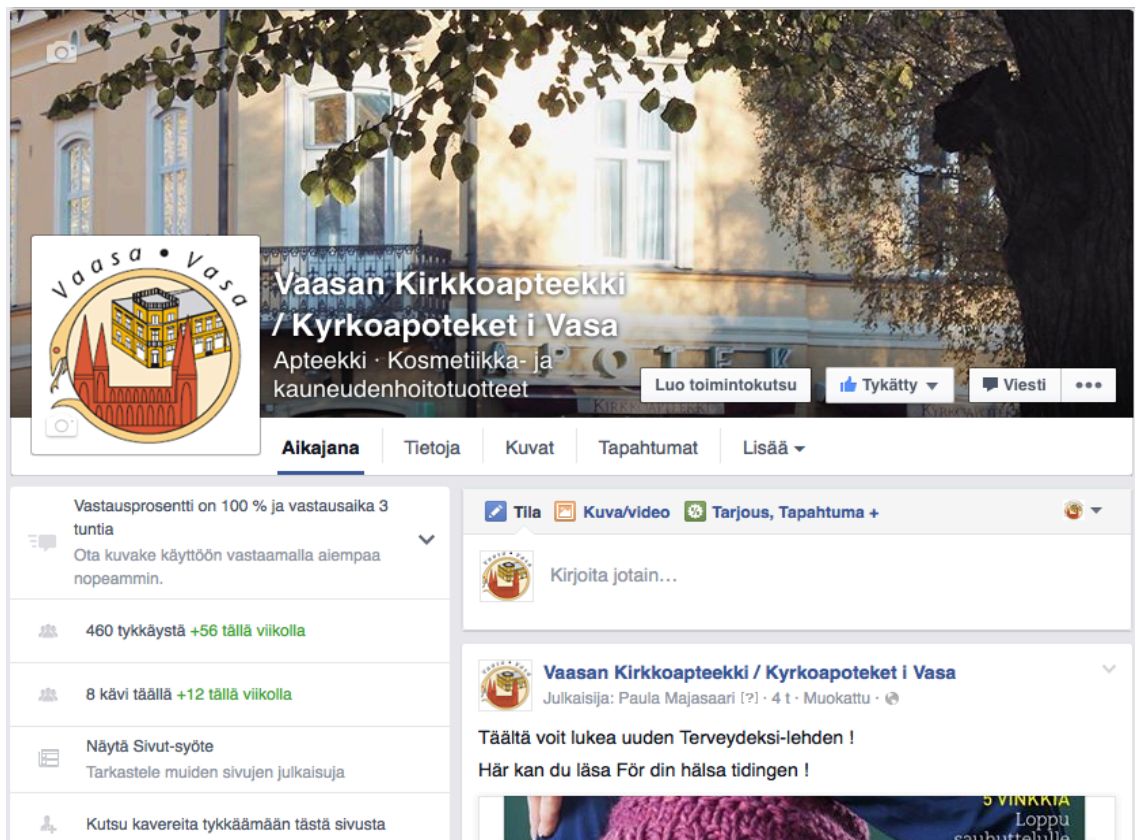 Vaasa • Vasa
Vaasan Kirkkoapteekki
/ Kyrkoapoteket i Vasa
Apteekki · Kosmetiikka- ja
kauneudenhoitotuotteet
APOTEK
KIRKKOAPTEEKKI
KYRKOAPOTEK
Luo toimintokutsu
Tykätty
Viesti
Aikajana
Tietoja
Kuvat
Tapahtumat
Lisää
Vastausprosentti on 100 % ja vastausaika 3
tuntia
Ota kuvake käyttöön vastaamalla aiempaa
nopeammin.
460 tykkäystä +56 tällä viikolla
8 kävi täällä +12 tällä viikolla
Näytä Sivut-syöte
Tarkastele muiden sivujen julkaisuja
Kutsu kavereita tykkäämään tästä sivusta
Tila
Kuva/video
Tarjous, Tapahtuma +
Kirjoita jotain…
Vaasan Kirkkoapteekki / Kyrkoapoteket i Vasa
Julkaisija: Paula Majasaari [?] · 4 t · Muokattu ·
Täältä voit lukea uuden Terveydeksi-lehden !
Här kan du läsa För din hälsa tidingen !
5 VINKKIÄ
Loppu
sauhuttelulle